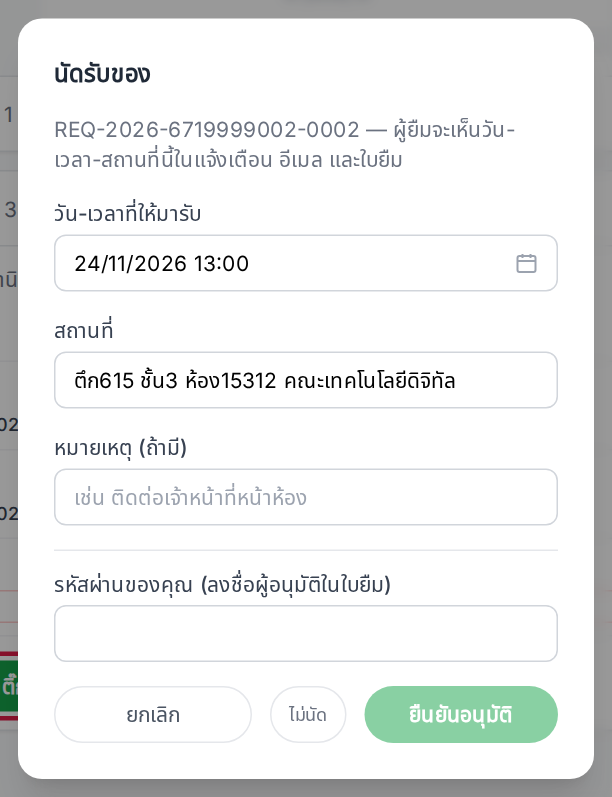 นัดรับของ
REQ-2026-6719999002-0002 — ผู้ยืมจะเห็นวัน-
เวลา-สถานที่นี้ในแจ้งเตือน อีเมล และใบยืม
วัน-เวลาที่ให้มารับ
24/11/2026 13:00
สถานที่
ตึก615 ชั้น3 ห้อง15312 คณะเทคโนโลยีดิจิทัล
หมายเหตุ (ถ้ามี)
เช่น ติดต่อเจ้าหน้าที่หน้าห้อง
รหัสผ่านของคุณ (ลงชื่อผู้อนุมัติในใบยืม)
ยกเลิก
ไม่นัด
ยืนยันอนุมัติ
1
3
02
02